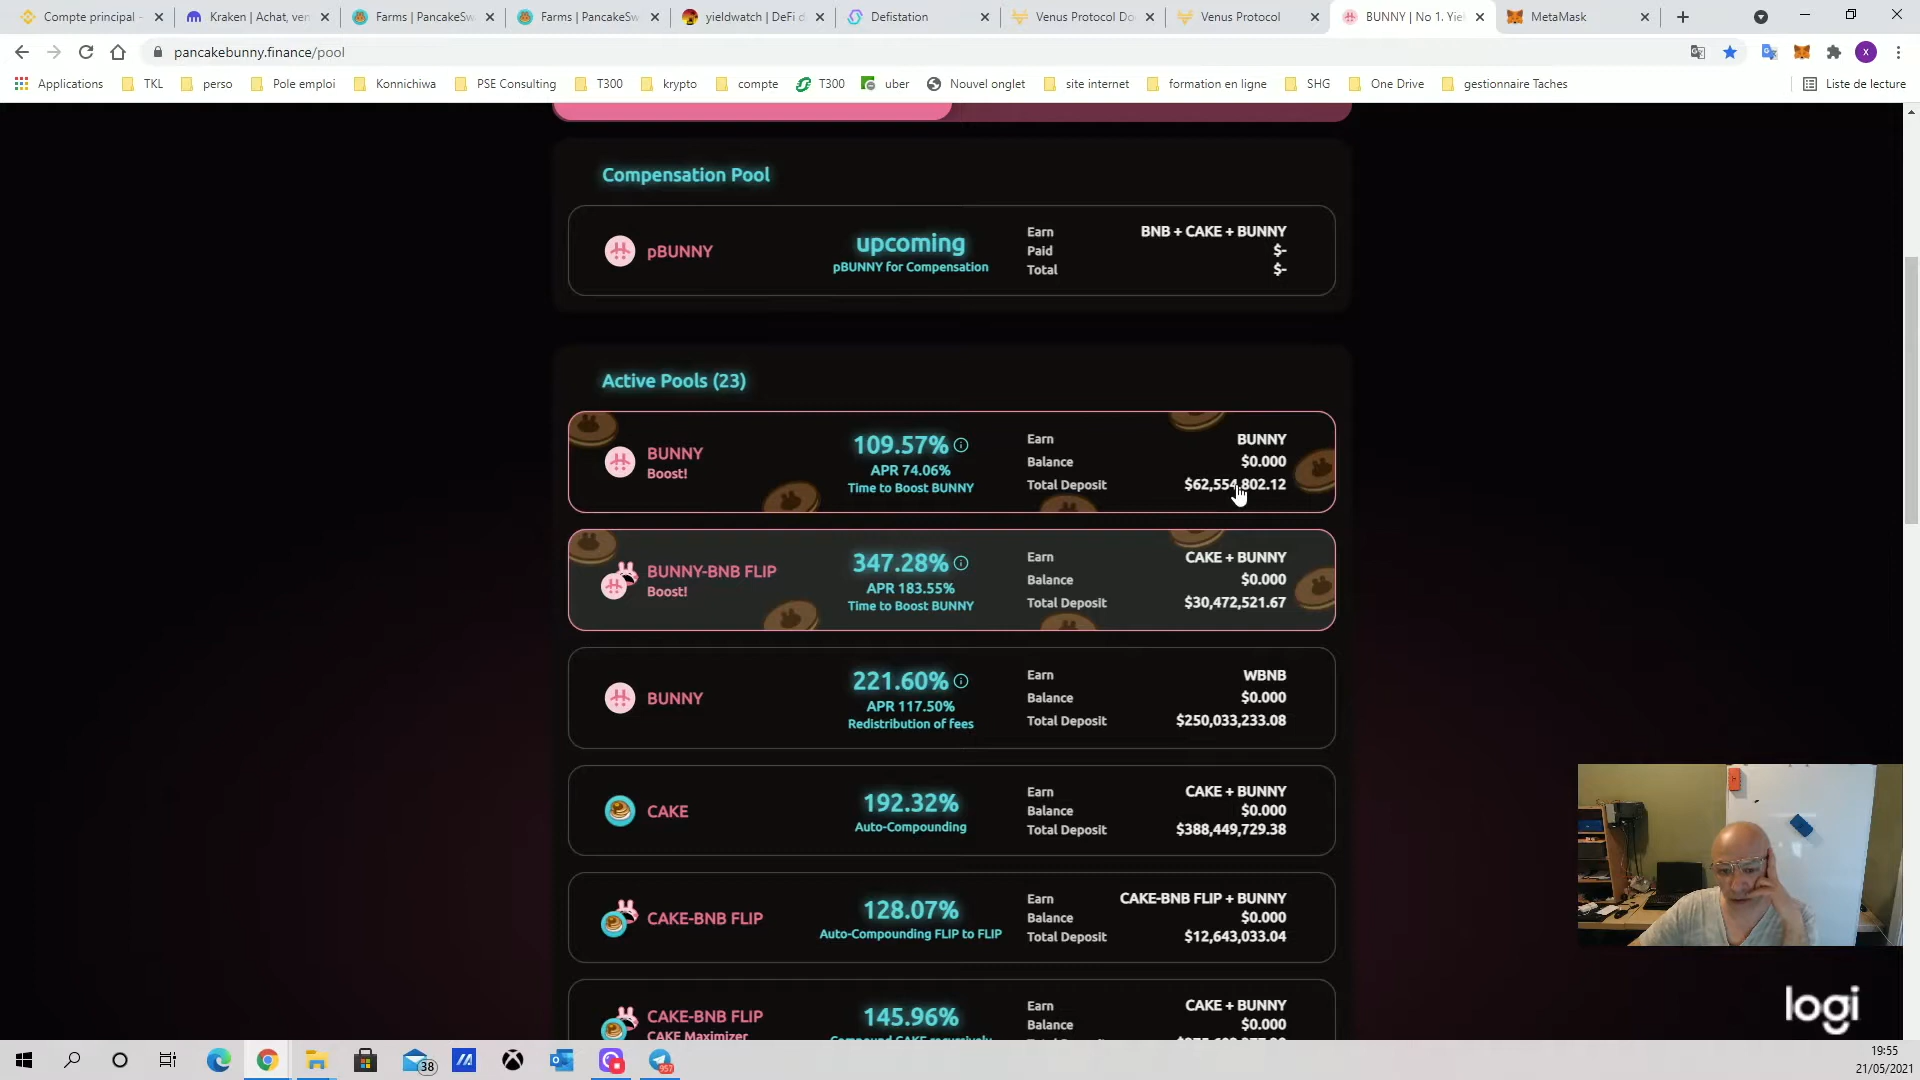 Compte principal -
Kraken | Achat, ven
Farms | PancakeSw
Farms | PancakeSw
yieldwatch | DeFi d
Defistation
Venus Protocol Do
Venus Protocol
BUNNY | No 1. Yiel
MetaMask
pancakebunny.finance/pool
X
Applications
TKL
perso
Pole emploi
Konnichiwa
PSE Consulting
T300
krypto
compte
T300
uber
Nouvel onglet
site internet
formation en ligne
SHG
One Drive
gestionnaire Taches
Liste de lecture
Compensation Pool
pBUNNY
upcoming
pBUNNY for Compensation
Earn BNB + CAKE + BUNNY
Paid $-
Total $-
Active Pools (23)
BUNNY
Boost!
109.57%
APR 74.06%
Time to Boost BUNNY
Earn BUNNY
Balance $0.000
Total Deposit $62,554,802.12
BUNNY-BNB FLIP
Boost!
347.28%
APR 183.55%
Time to Boost BUNNY
Earn CAKE + BUNNY
Balance $0.000
Total Deposit $30,472,521.67
BUNNY
221.60%
APR 117.50%
Redistribution of fees
Earn WBNB
Balance $0.000
Total Deposit $250,033,233.08
CAKE
192.32%
Auto-Compounding
Earn CAKE + BUNNY
Balance $0.000
Total Deposit $388,449,729.38
CAKE-BNB FLIP
128.07%
Auto-Compounding FLIP to FLIP
Earn CAKE-BNB FLIP + BUNNY
Balance $0.000
Total Deposit $12,643,033.04
CAKE-BNB FLIP
CAKE Maximizer
145.96%
Compound CAKE recursively
Earn CAKE + BUNNY
Balance $0.000
logi
38
957
19:55
21/05/2021